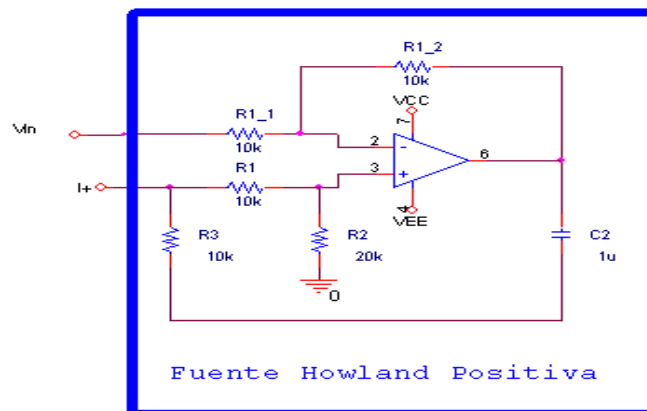 R1_2
10k
VCC
7
Vin
R1_1
10k
2
-
6
R1
3
+
I+
10k
4
VEE
R3
10k
R2
20k
C2
1u
0
Fuente Howland Positiva